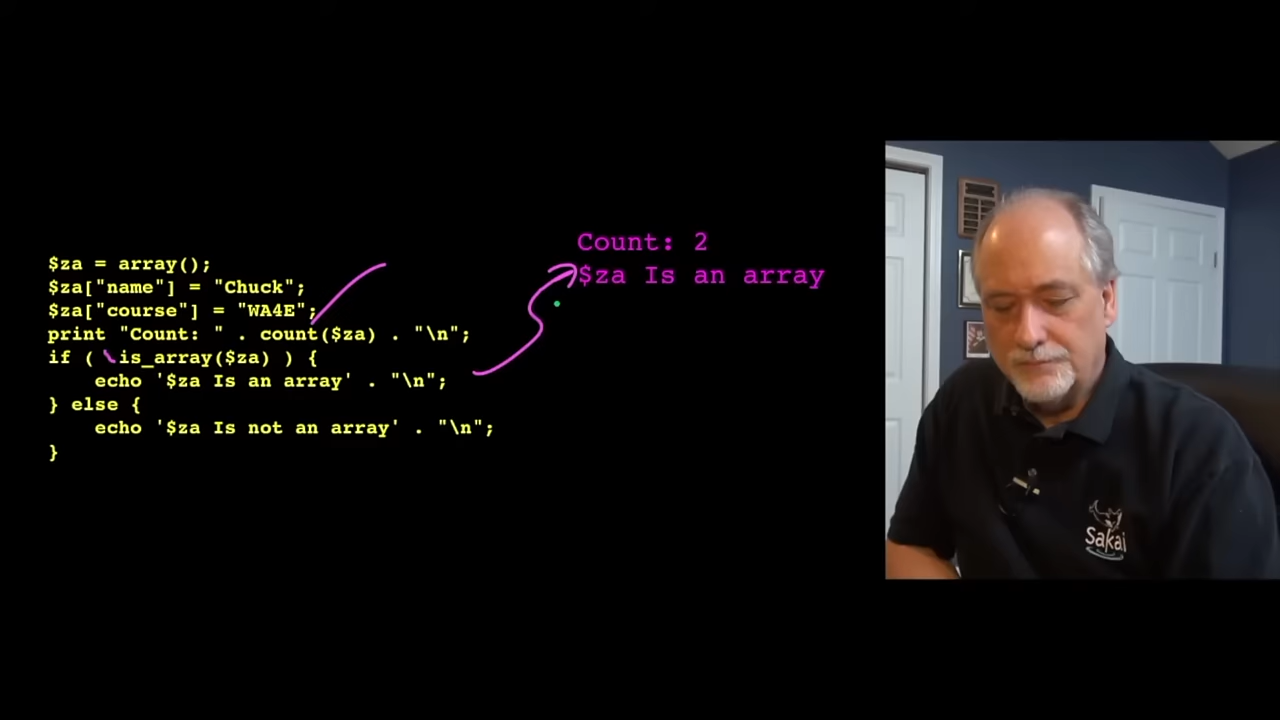 $za = array();
$za["name"] = "Chuck";
$za["course"] = "WA4E";
print "Count: " . count($za) . "\n";
if ( is_array($za) ) {
    echo '$za Is an array' . "\n";
} else {
    echo '$za Is not an array' . "\n";
}
Count: 2
$za Is an array
Sakai